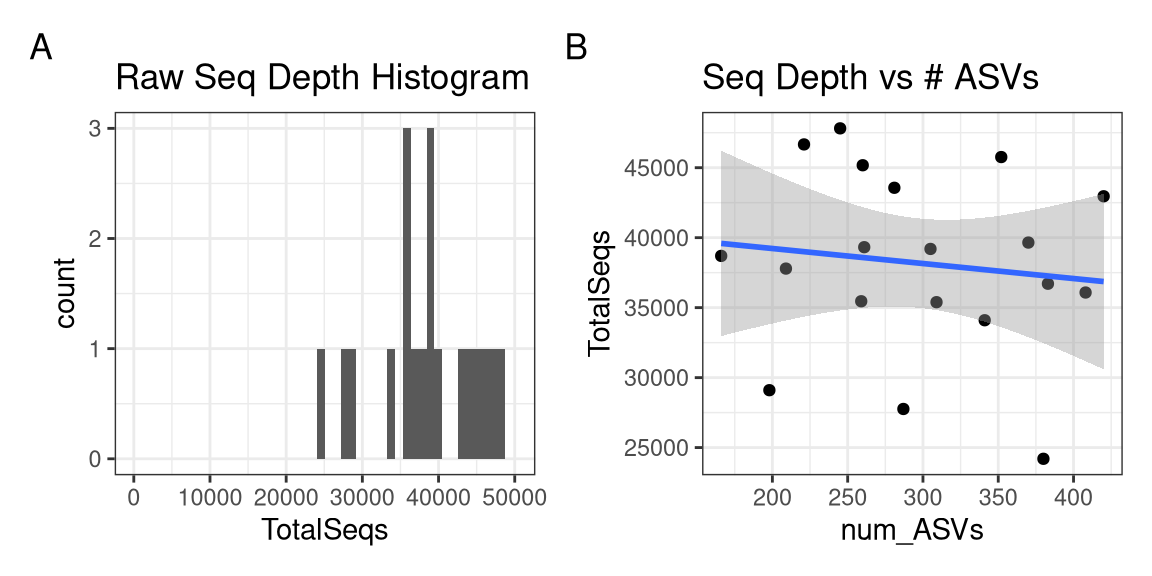 A
Raw Seq Depth Histogram
count
3
2
1
0
0 10000 20000 30000 40000 50000
TotalSeqs
B
Seq Depth vs # ASVs
TotalSeqs
45000
40000
35000
30000
25000
200 250 300 350 400
num_ASVs